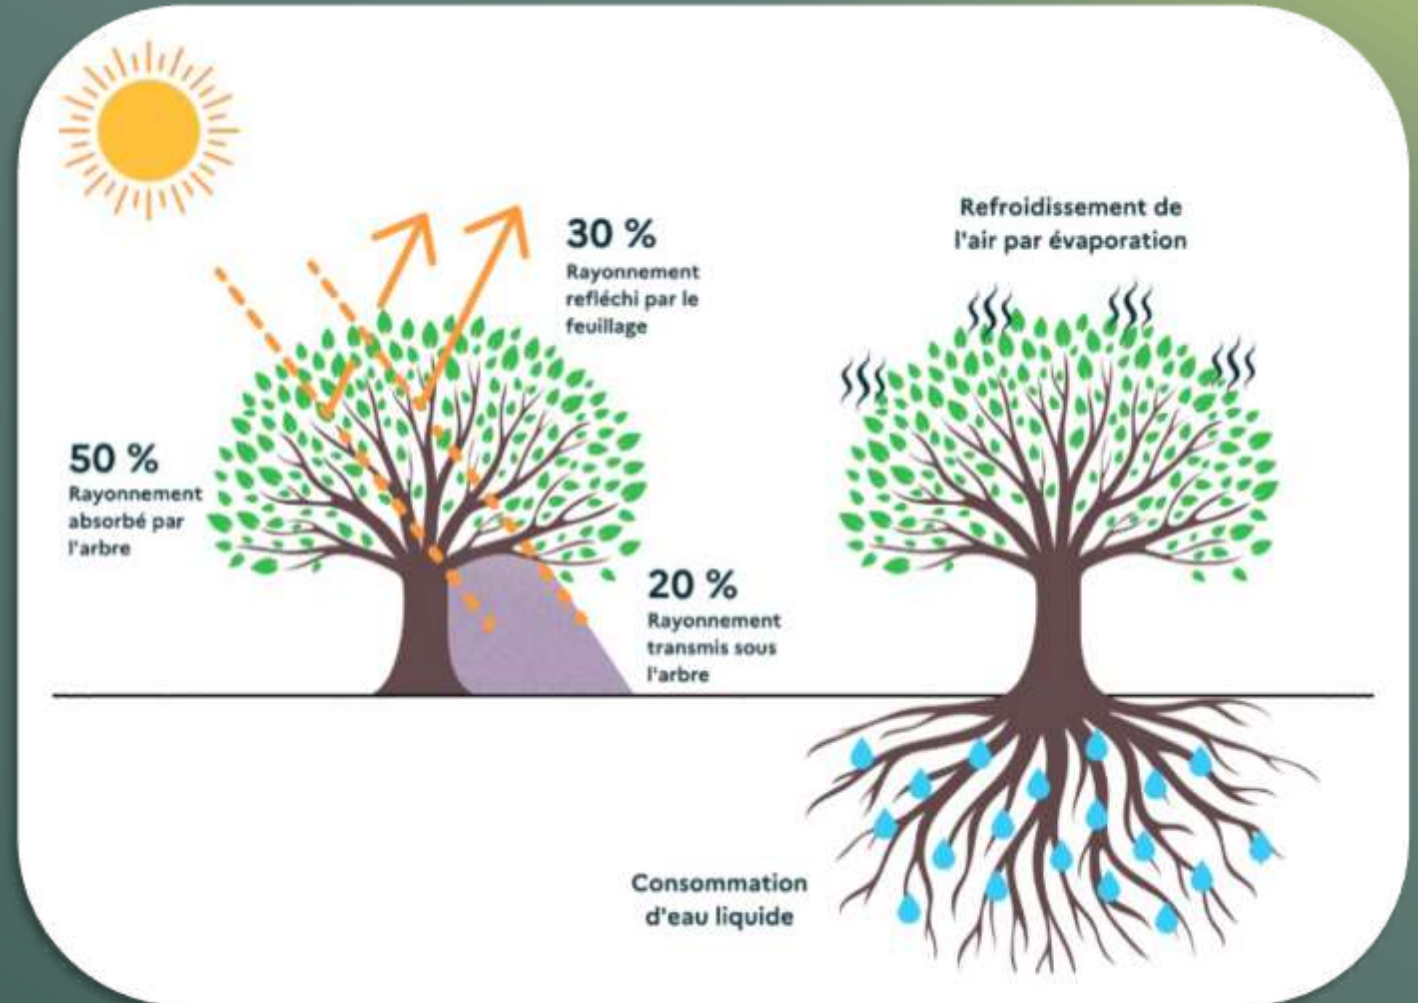 30 %
Rayonnement
refléchi par le
feuillage
50 %
Rayonnement
absorbé par
l'arbre
20 %
Rayonnement
transmis sous
l'arbre
Refroidissement de
l'air par évaporation
Consommation
d'eau liquide